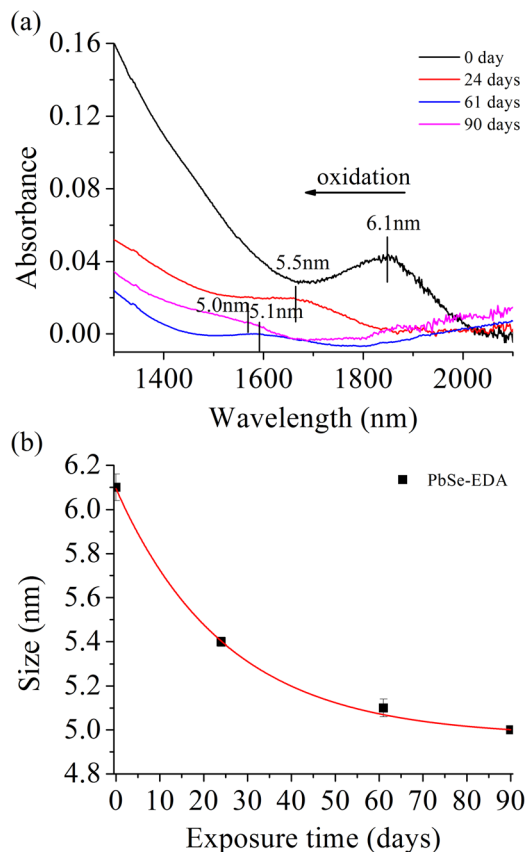 (a)
0.16
0.12
0.08
0.04
0.00
Absorbance
0 day
24 days
61 days
90 days
oxidation
6.1nm
5.5nm
5.0nm
5.1nm
1400 1600 1800 2000
Wavelength (nm)
(b)
6.2
6.0
5.8
5.6
5.4
5.2
5.0
4.8
Size (nm)
PbSe-EDA
0 10 20 30 40 50 60 70 80 90
Exposure time (days)